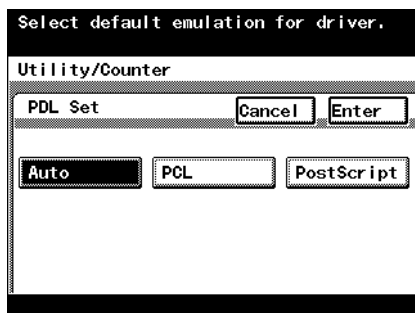 Select default emulation for driver.
Utility/Counter
PDL Set Cancel Enter
Auto PCL PostScript